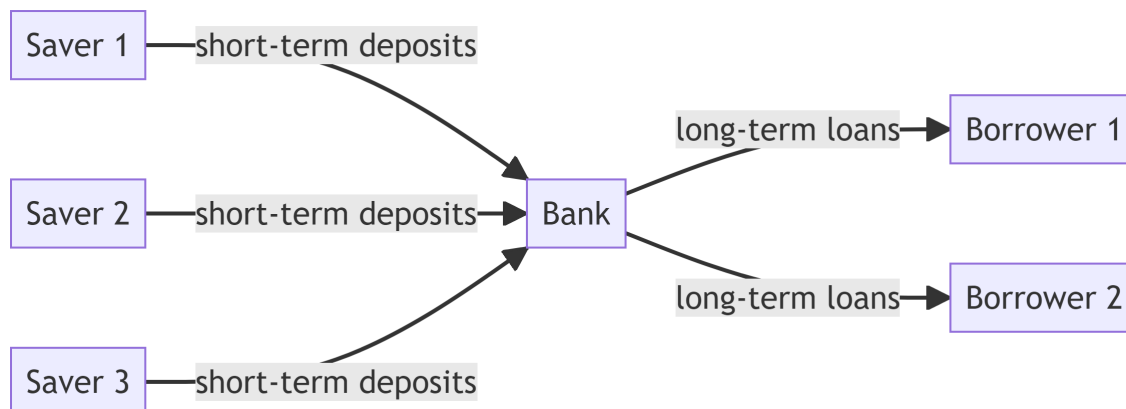 Saver 1
short-term deposits
long-term loans
Borrower 1
Saver 2
short-term deposits
Bank
long-term loans
Borrower 2
Saver 3
short-term deposits